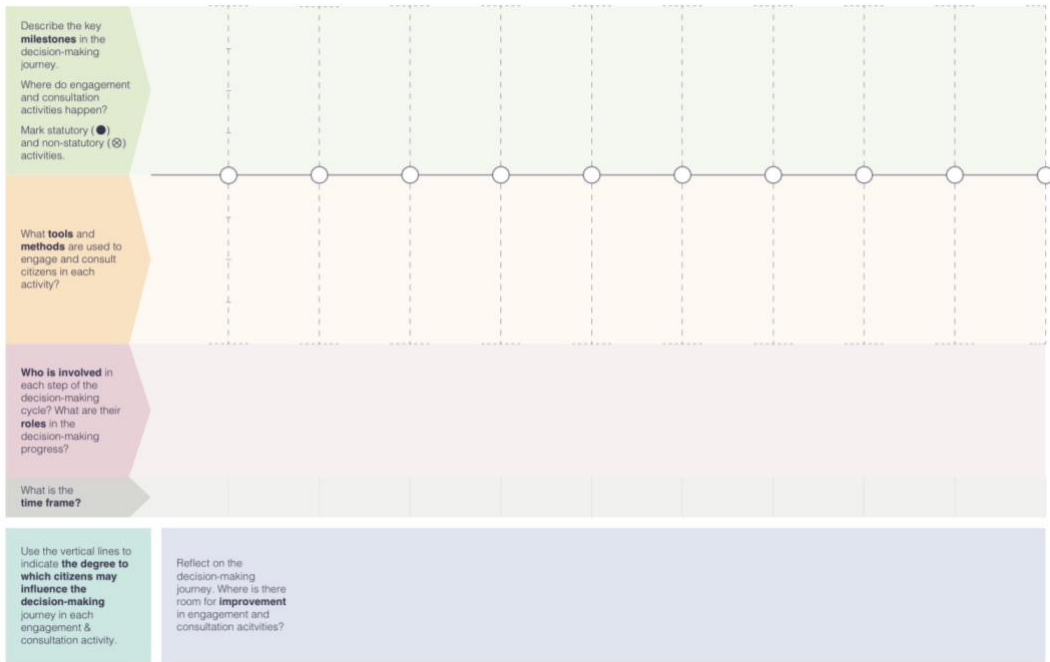 Describe the key
milestones in the
decision-making
journey.
Where do engagement
and consultation
activities happen?
Mark statutory (●)
and non-statutory (⊗)
activities.
What tools and
methods are used to
engage and consult
citizens in each
activity?
Who is involved in
each step of the
decision-making
cycle? What are their
roles in the
decision-making
progress?
What is the
time frame?
Use the vertical lines to
indicate the degree to
which citizens may
influence the
decision-making
journey in each
engagement &
consultation activity.
Reflect on the
decision-making
journey. Where is there
room for improvement
in engagement and
consultation acitvities?